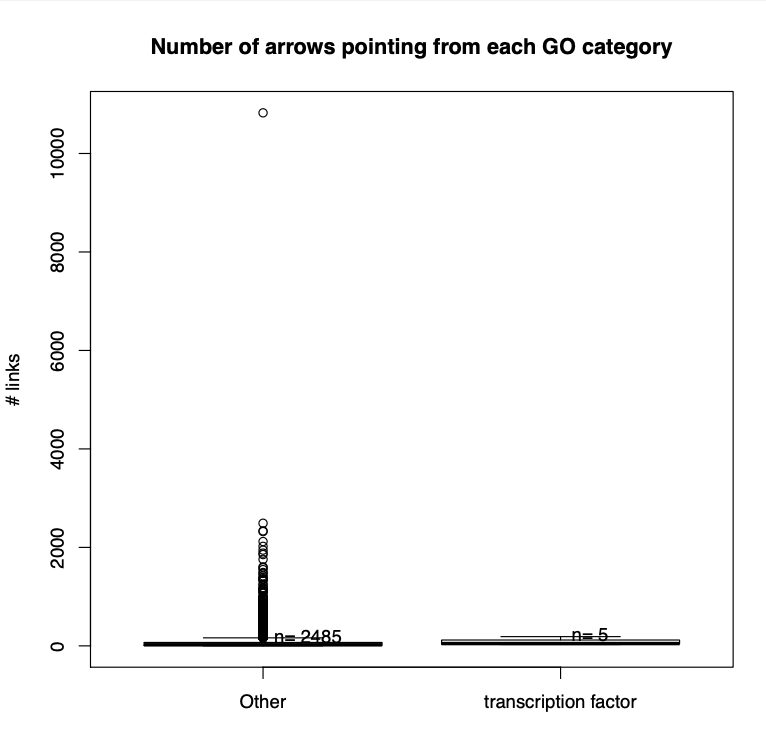 Number of arrows pointing from each GO category
# links
10000
8000
6000
4000
2000
0
n= 2485
n= 5
Other
transcription factor